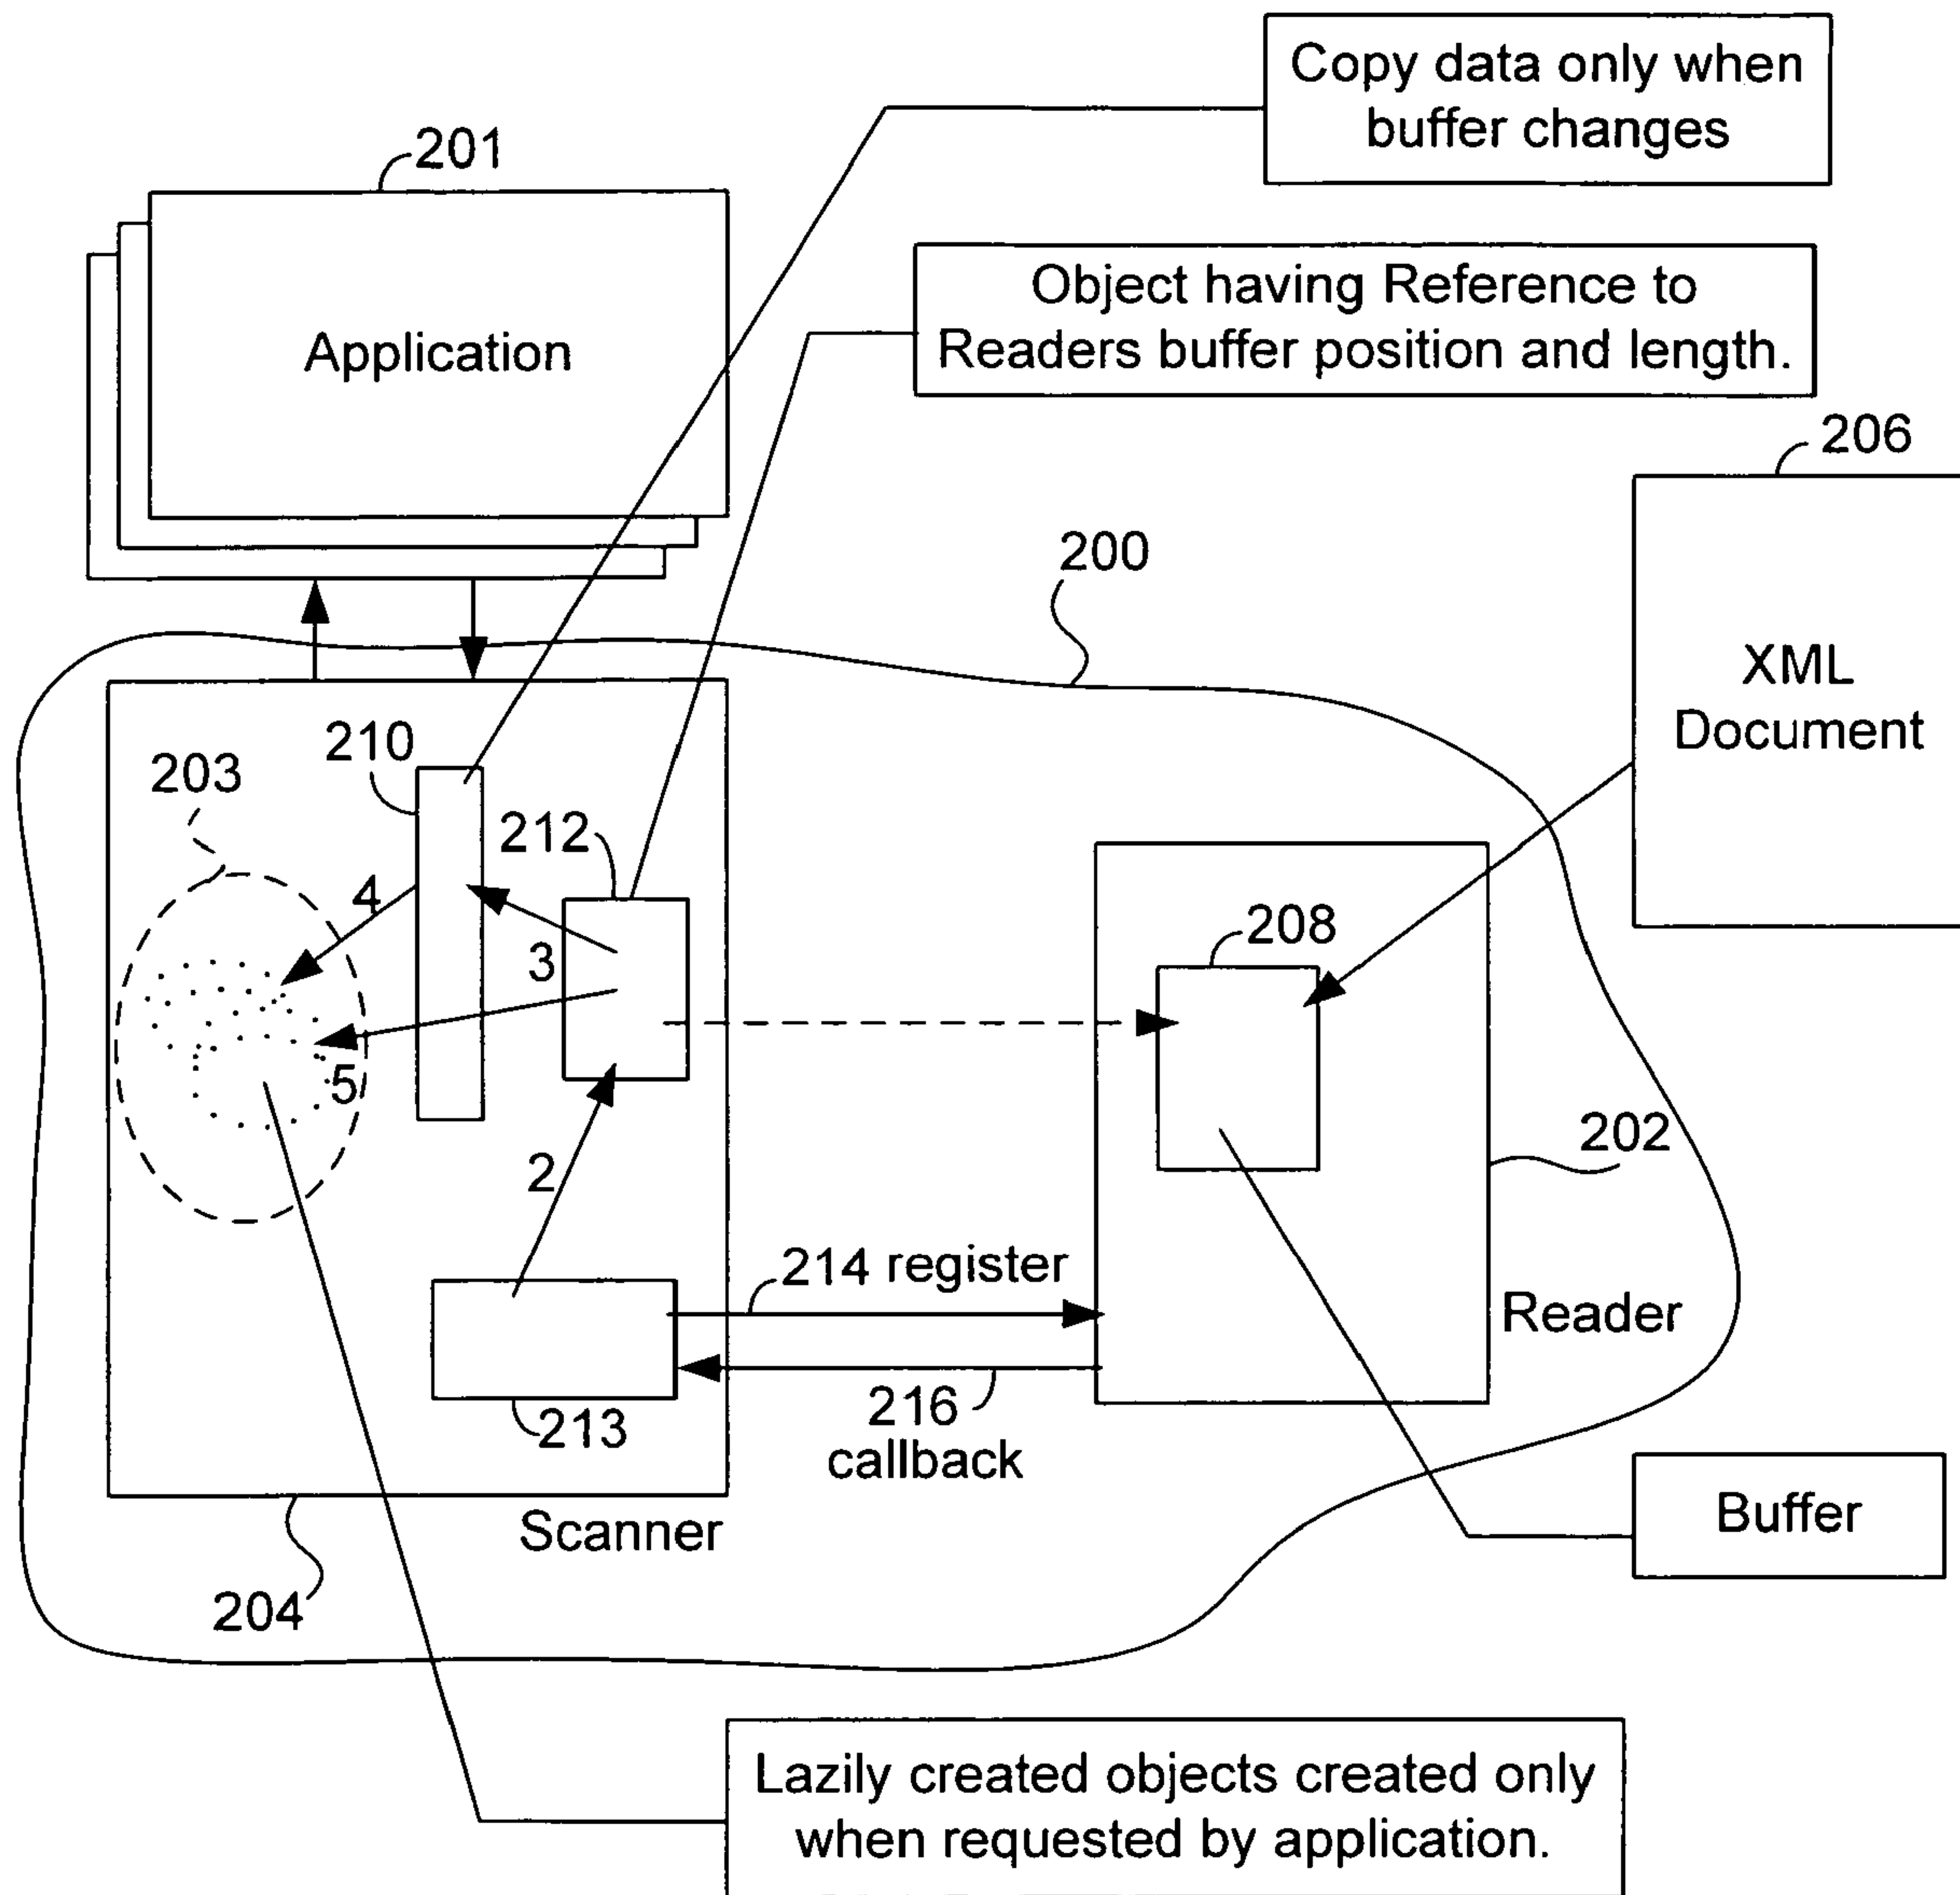 Copy data only when
buffer changes
201
Object having Reference to
Readers buffer position and length.
Application
206
200
XML
Document
210
203
212
4
208
3
5
202
2
214 register
Reader
216
callback
213
Buffer
Scanner
204
Lazily created objects created only
when requested by application.